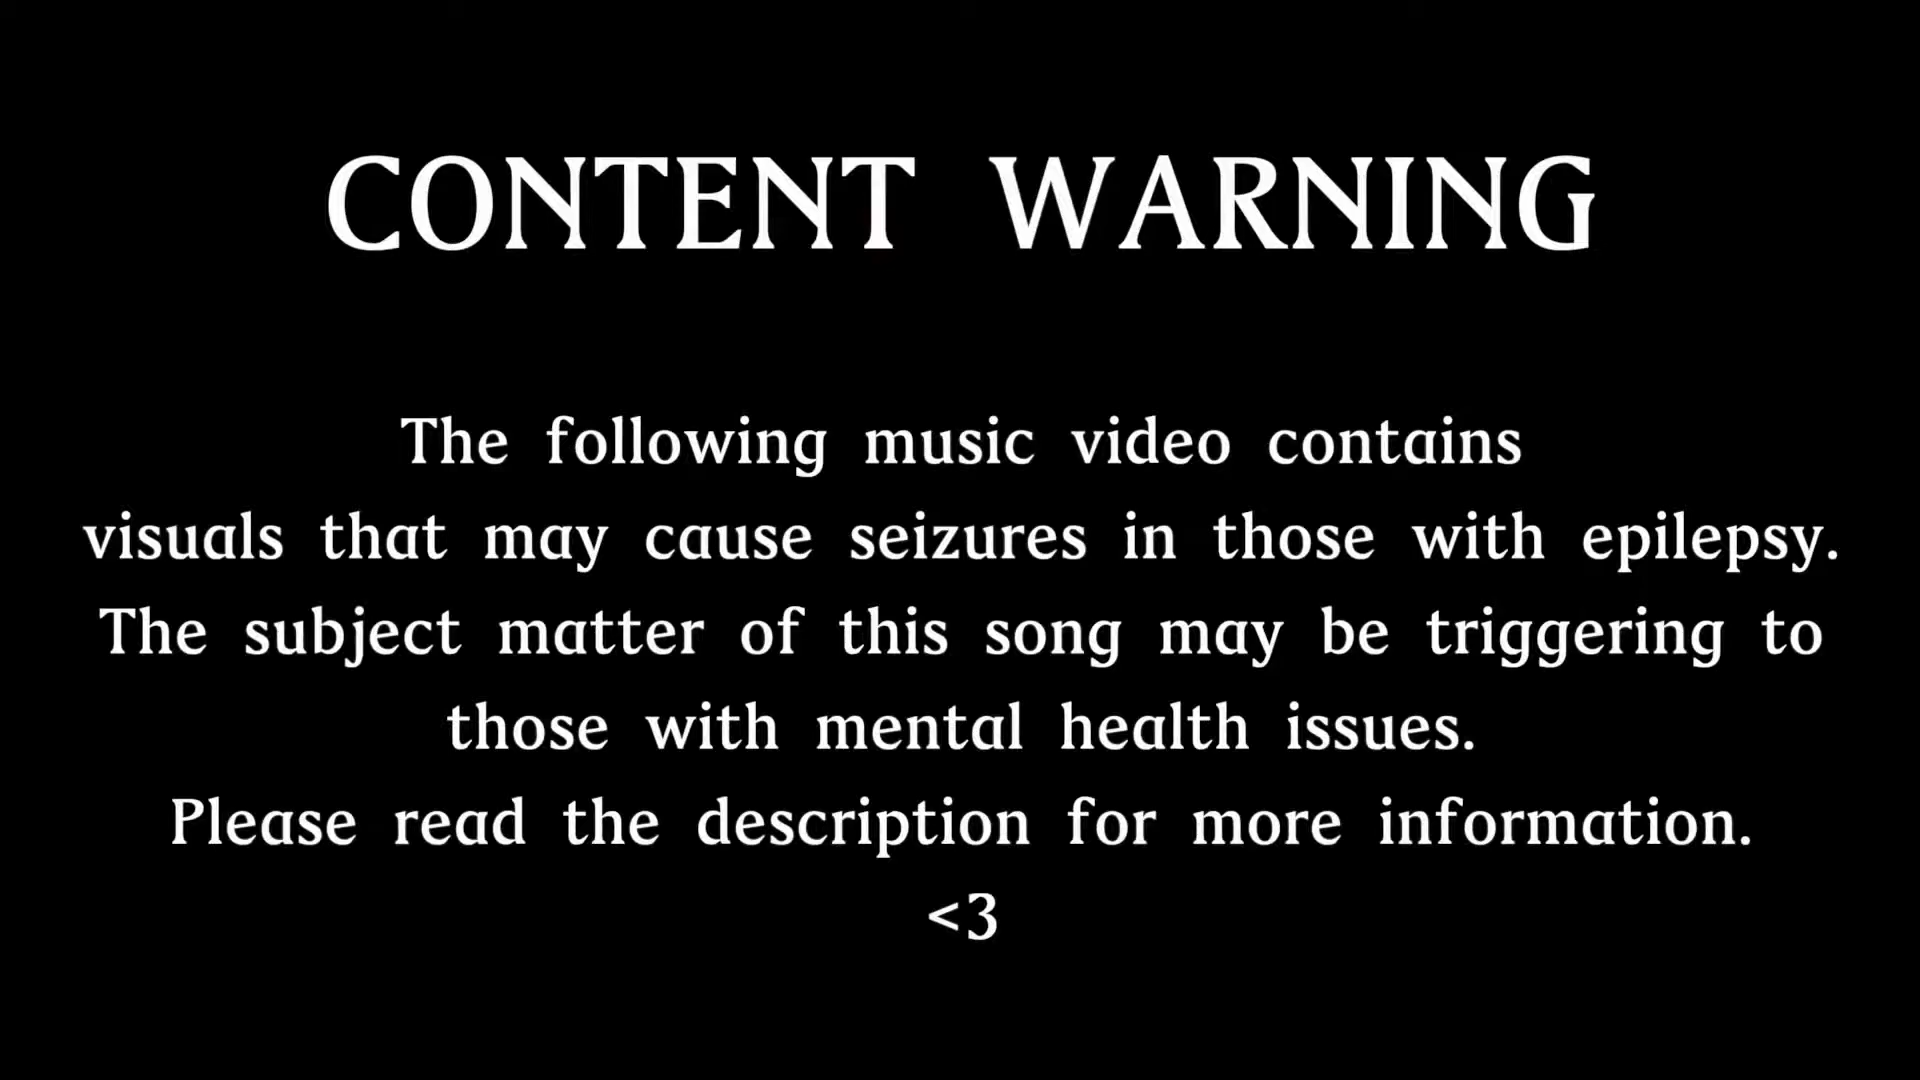 CONTENT WARNING
The following music video contains
visuals that may cause seizures in those with epilepsy.
The subject matter of this song may be triggering to
those with mental health issues.
Please read the description for more information.
<3